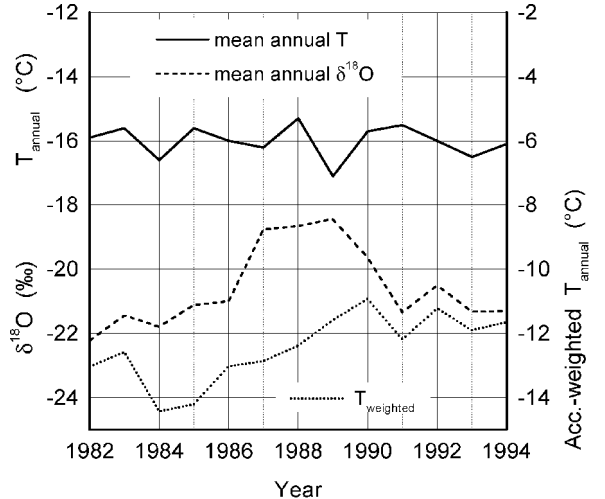 mean annual T
mean annual δ¹⁸O
T_weighted
T_annual (°C)
-12
-14
-16
-18
δ¹⁸O (‰)
-20
-22
-24
-2
-4
-6
-8
-10
-12
-14
Acc.-weighted T_annual (°C)
1982 1984 1986 1988 1990 1992 1994
Year